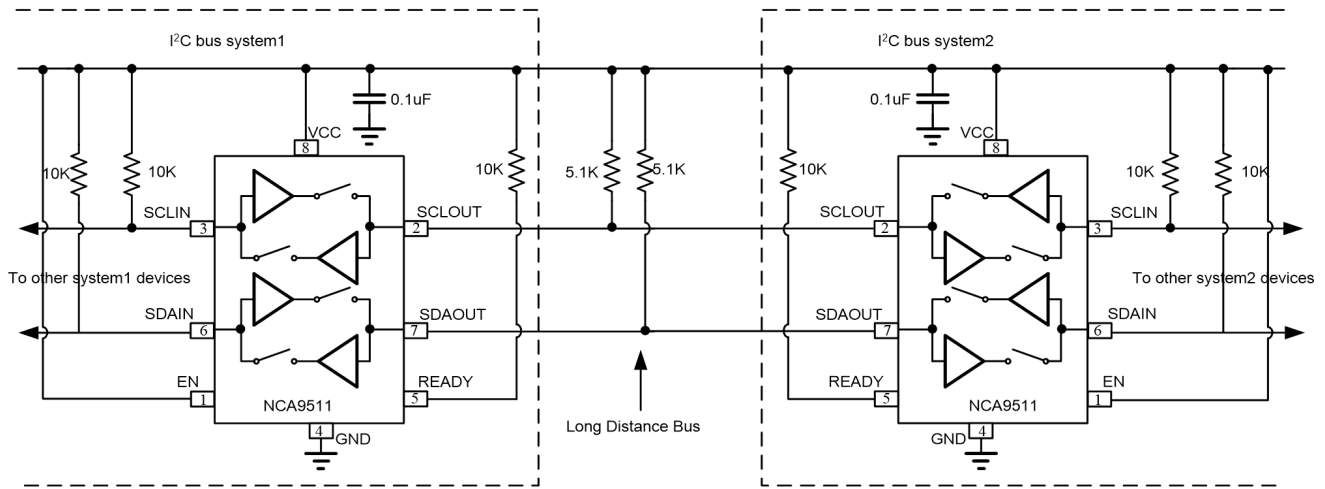 I²C bus system1
I²C bus system2
0.1uF
0.1uF
VCC
8
VCC
8
10K
10K
10K
5.1K
5.1K
10K
10K
10K
SCLIN
3
SCLOUT
2
SCLOUT
2
SCLIN
3
To other system1 devices
To other system2 devices
SDAIN
6
SDAOUT
7
SDAOUT
7
SDAIN
6
EN
1
READY
5
READY
5
EN
1
NCA9511
NCA9511
Long Distance Bus
4
GND
4
GND